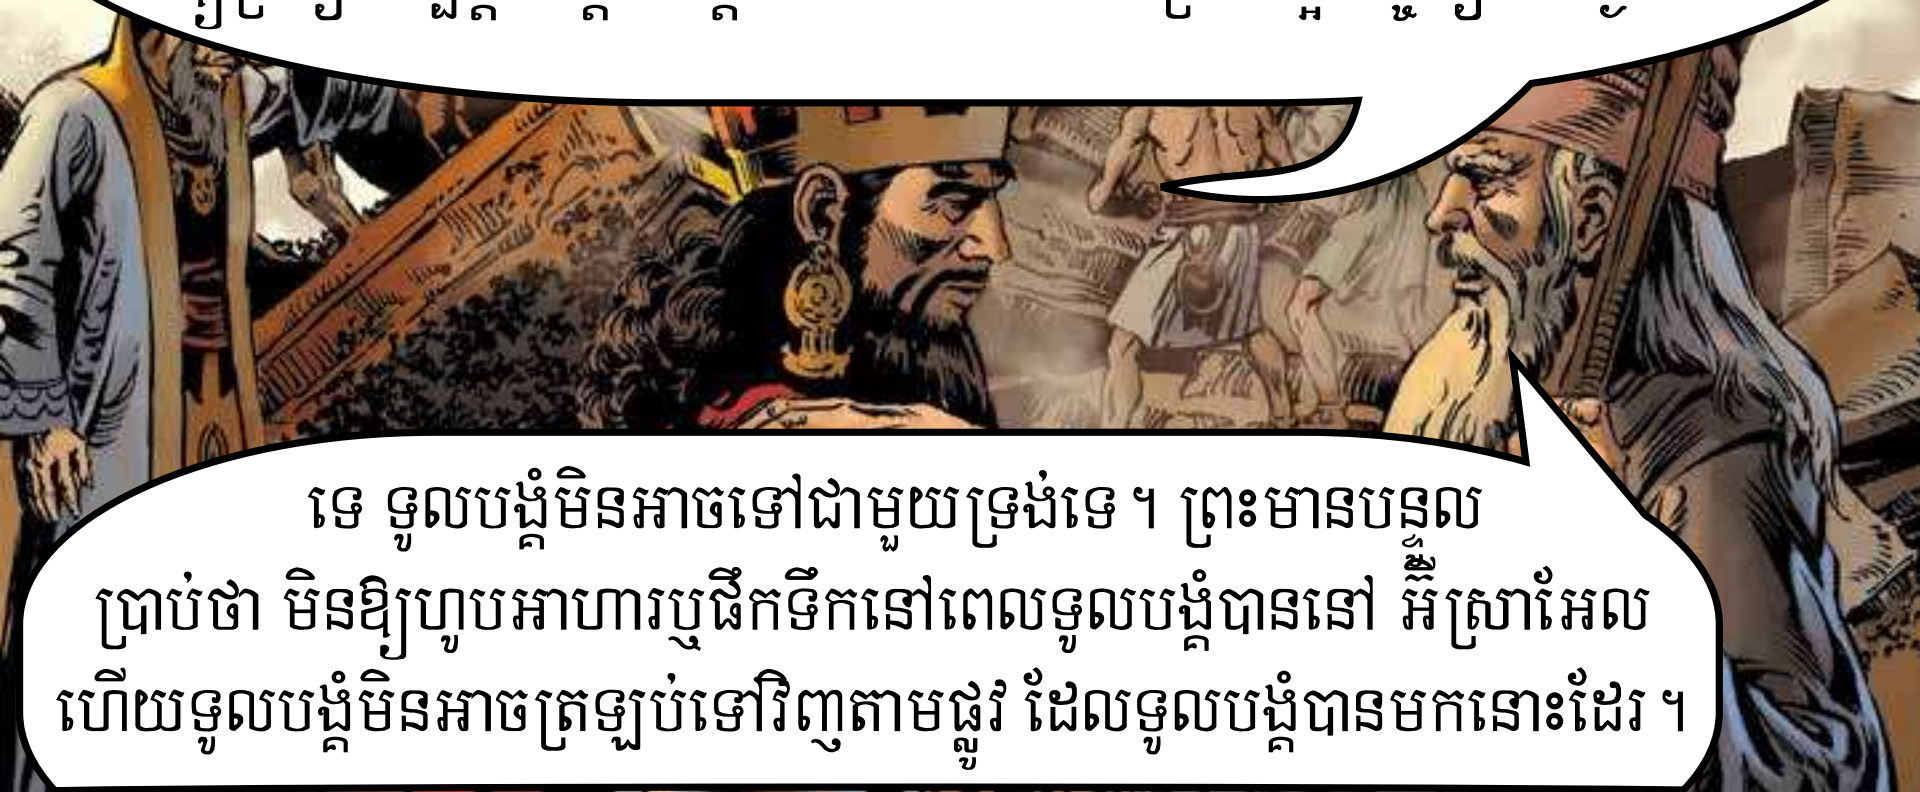 ទេ ទូលបង្គំមិនអាចទៅជាមួយទ្រង់ទេ ។ ព្រះមានបន្ទូល
ប្រាប់ថា មិនឱ្យហូបអាហារឬផឹកទឹកនៅពេលទូលបង្គំបាននៅ អ៊ីស្រាអែល
ហើយទូលបង្គំមិនអាចត្រឡប់ទៅវិញតាមផ្លូវ ដែលទូលបង្គំបានមកនោះដែរ ។